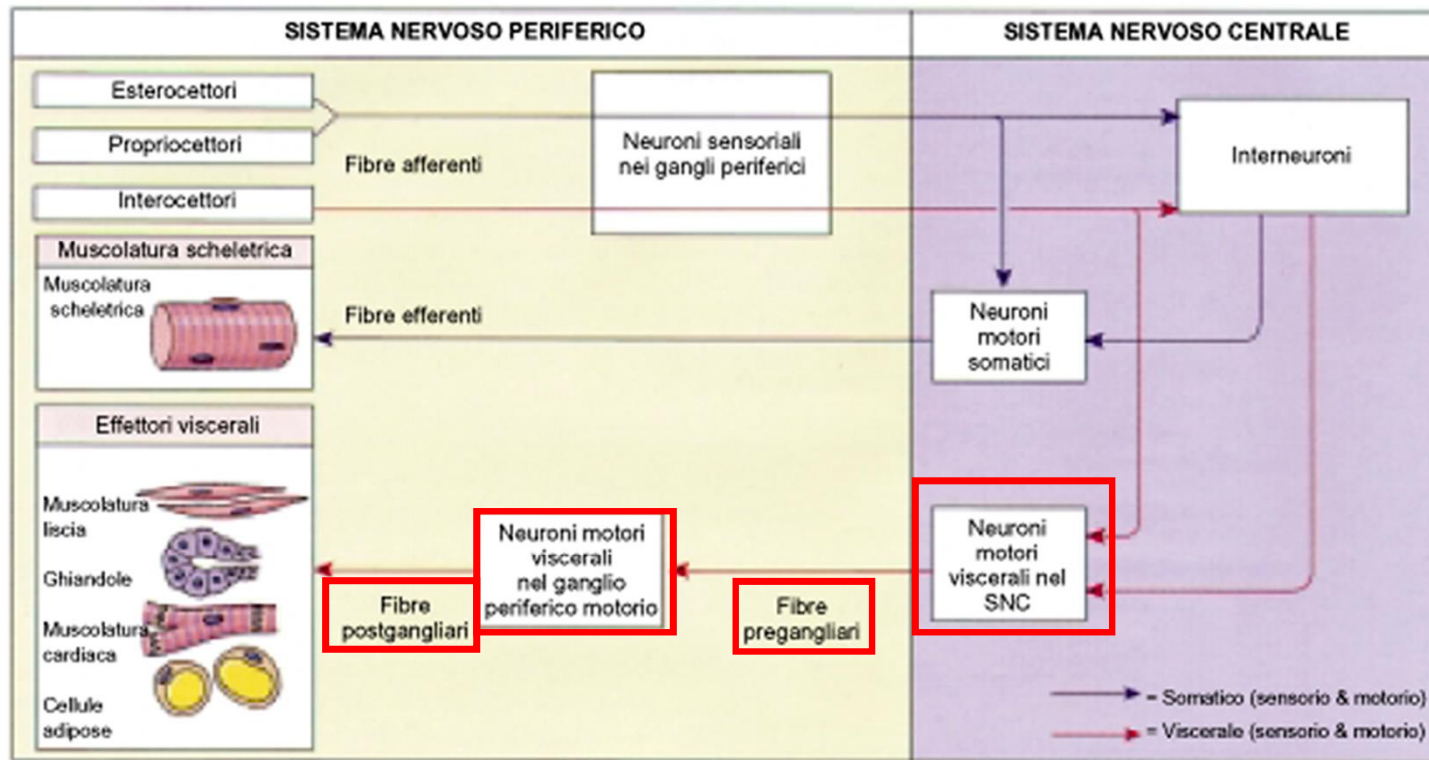 SISTEMA NERVOSO PERIFERICO
SISTEMA NERVOSO CENTRALE
Esterocettori
Propriocettori
Interocettori
Fibre afferenti
Neuroni sensoriali
nei gangli periferici
Interneuroni
Muscolatura scheletrica
Muscolatura
scheletrica
Fibre efferenti
Neuroni
motori
somatici
Effettori viscerali
Muscolatura
liscia
Ghiandole
Muscolatura
cardiaca
Cellule
adipose
Fibre
postgangliari
Neuroni motori
viscerali
nel ganglio
periferico motorio
Fibre
pregangliari
Neuroni
motori
viscerali nel
SNC
= Somatico (sensorio & motorio)
= Viscerale (sensorio & motorio)